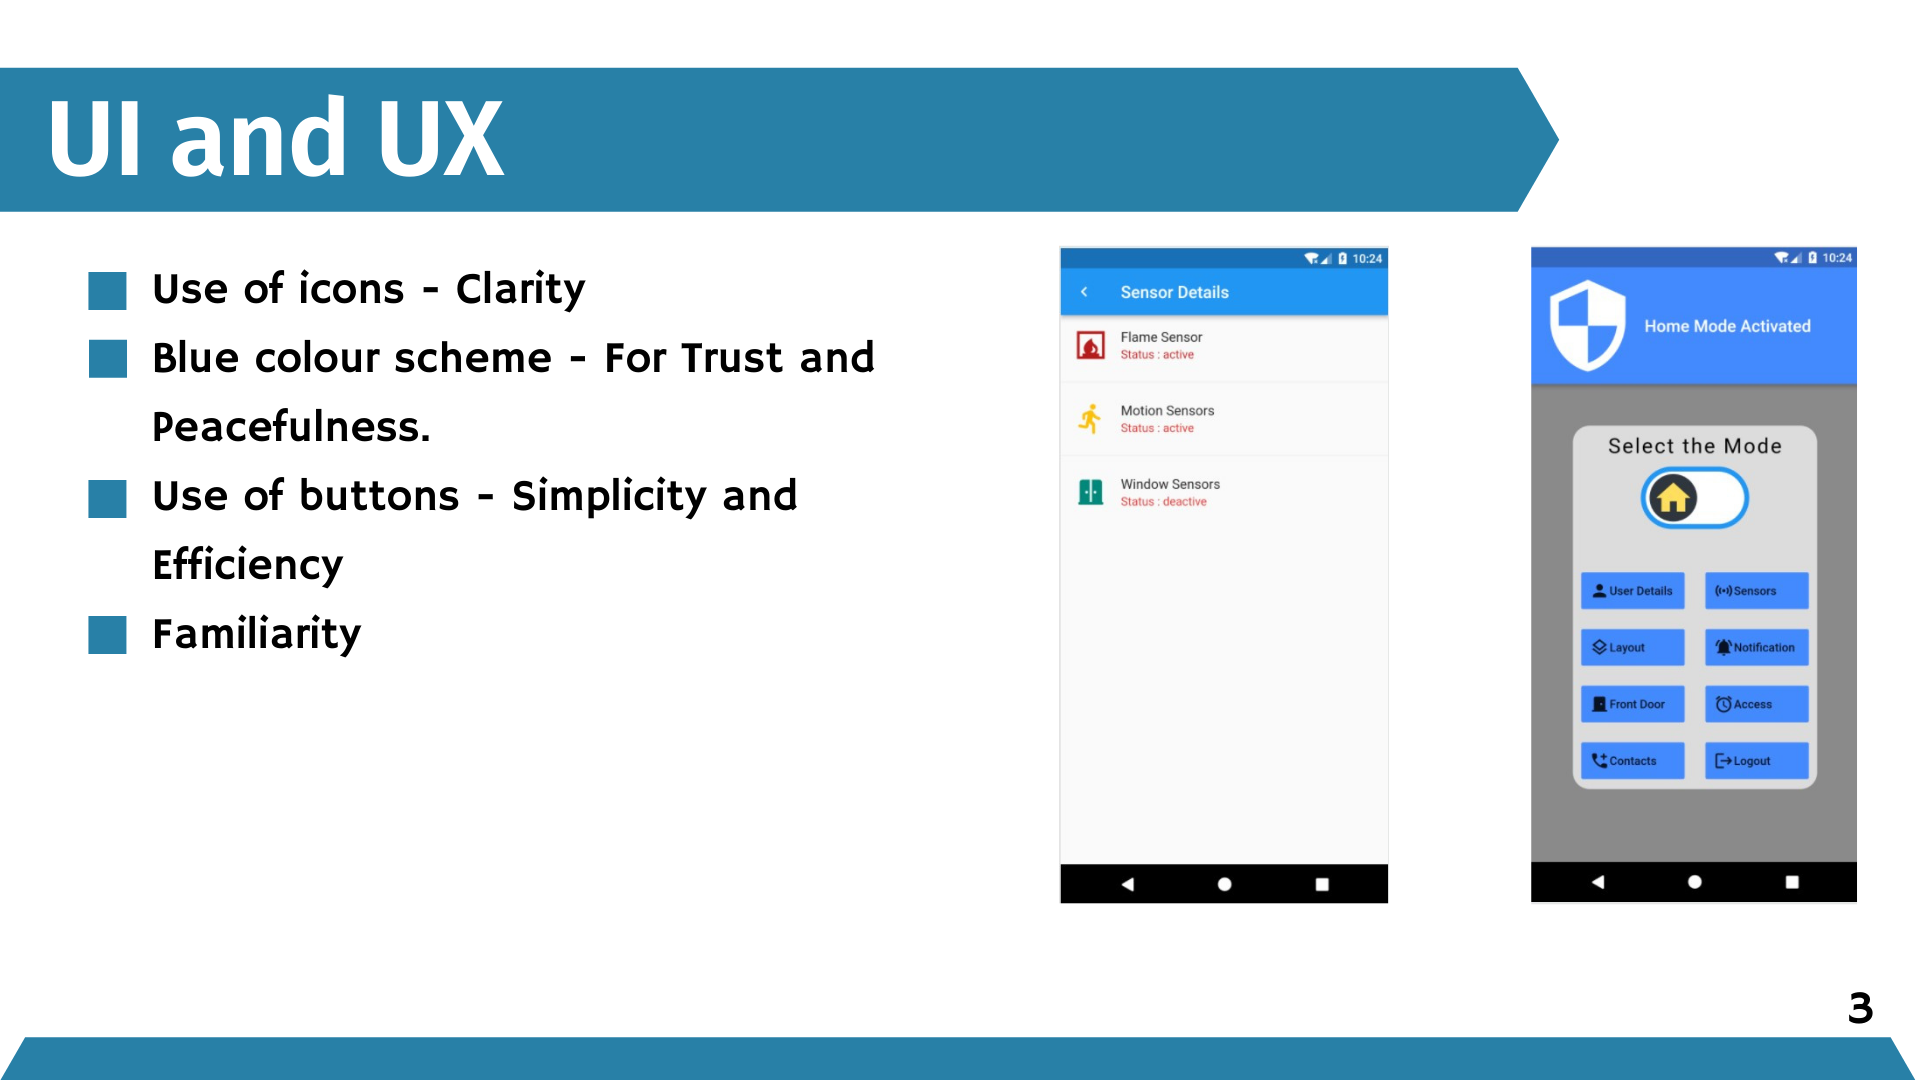 UI and UX
Use of icons - Clarity
Blue colour scheme - For Trust and
Peacefulness.
Use of buttons - Simplicity and
Efficiency
Familiarity
10:24
Sensor Details
Flame Sensor
Status : active
Motion Sensors
Status : active
Window Sensors
Status : deactive
10:24
Home Mode Activated
Select the Mode
User Details
Sensors
Layout
Notification
Front Door
Access
Contacts
Logout
3